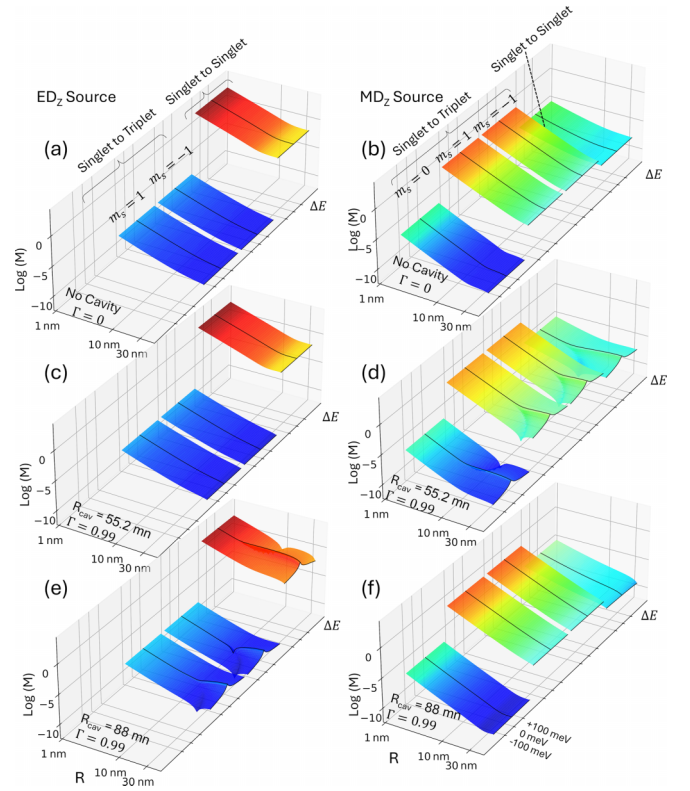 ED_Z Source
Singlet to Triplet
Singlet to Singlet
(a)
m_s = 1
m_s = −1
ΔE
Log (M)
0
−5
−10
No Cavity
Γ = 0
1 nm
10 nm
30 nm
MD_Z Source
Singlet to Triplet
Singlet to Singlet
(b)
m_s = 0
m_s = 1
m_s = −1
ΔE
Log (M)
0
−5
−10
No Cavity
Γ = 0
1 nm
10 nm
30 nm
(c)
ΔE
Log (M)
0
−5
−10
R_cav = 55.2 mn
Γ = 0.99
1 nm
10 nm
30 nm
(d)
ΔE
Log (M)
0
−5
−10
R_cav = 55.2 mn
Γ = 0.99
1 nm
10 nm
30 nm
(e)
ΔE
Log (M)
0
−5
−10
R_cav = 88 mn
Γ = 0.99
1 nm
10 nm
30 nm
R
(f)
ΔE
Log (M)
0
−5
−10
R_cav = 88 mn
Γ = 0.99
1 nm
10 nm
30 nm
R
+100 meV
0 meV
-100 meV